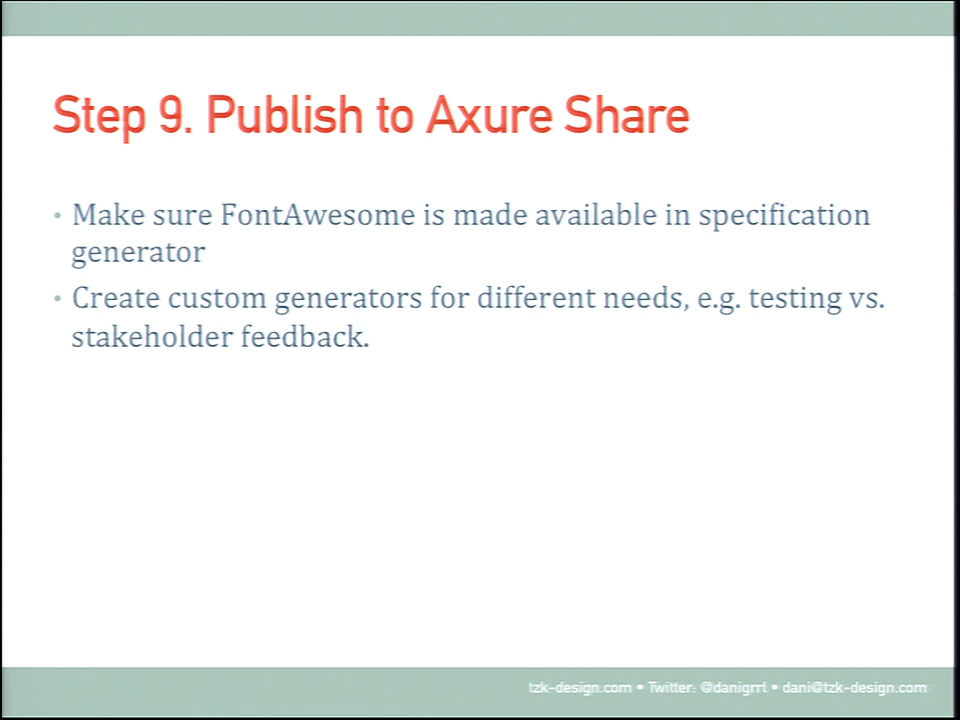 Step 9. Publish to Axure Share
• Make sure FontAwesome is made available in specification
generator
• Create custom generators for different needs, e.g. testing vs.
stakeholder feedback.
tzk-design.com • Twitter: @danigrrl • dani@tzk-design.com